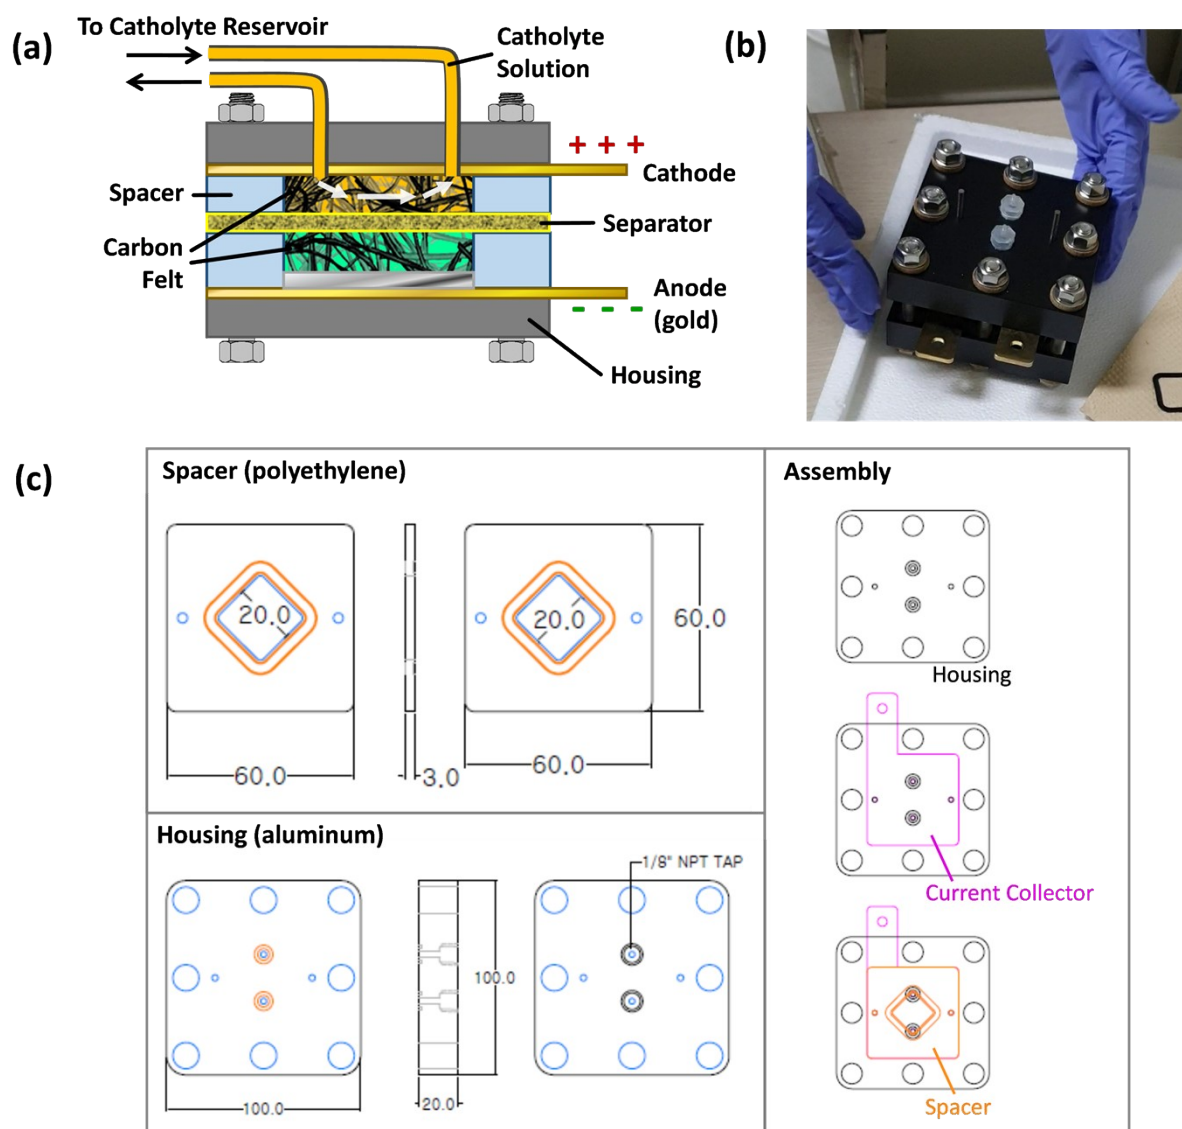 (a)
To Catholyte Reservoir
Catholyte
Solution
+ + +
Cathode
Spacer
Separator
Carbon
Felt
Anode
(gold)
- - -
Housing
(b)
(c)
Spacer (polyethylene)
20.0
20.0
60.0
60.0
3.0
60.0
Housing (aluminum)
1/8" NPT TAP
100.0
100.0
20.0
Assembly
Housing
Current Collector
Spacer